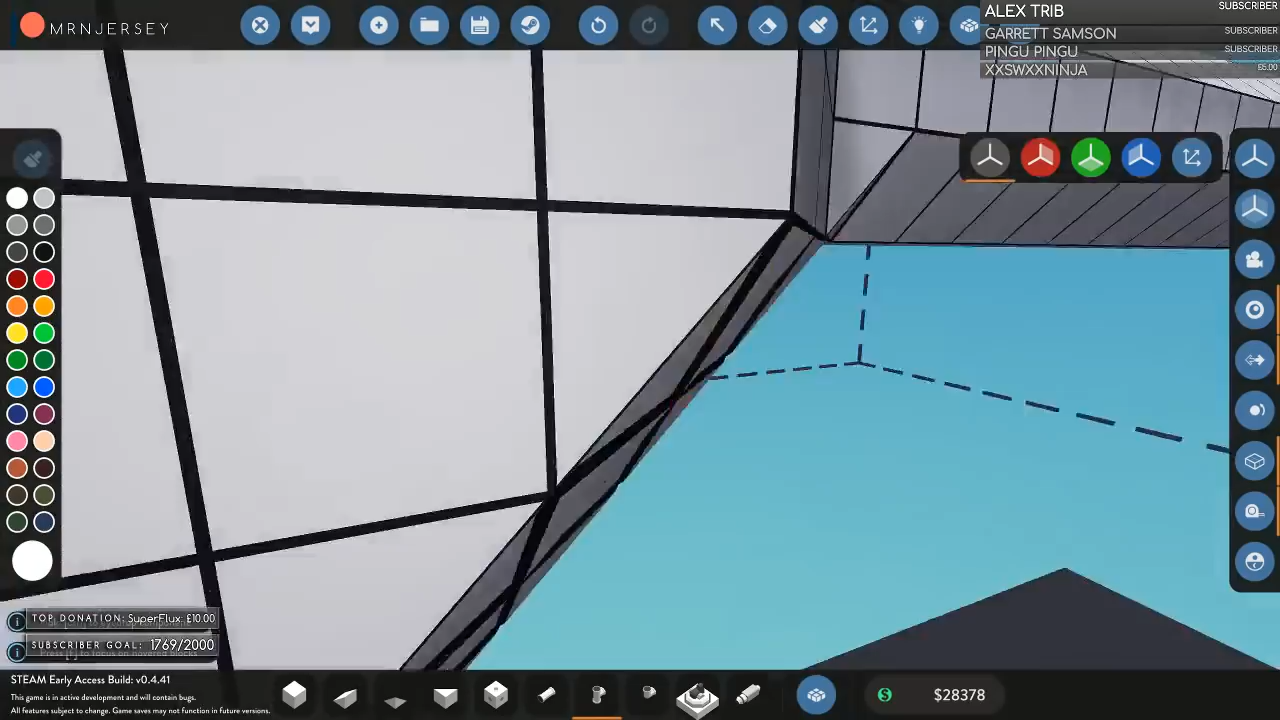 MRNJERSEY
ALEX TRIB SUBSCRIBER
GARRETT SAMSON SUBSCRIBER
PINGU PINGU SUBSCRIBER
XXSWXXNINJA £5.00
TOP DONATION: SuperFlux: £10.00
SUBSCRIBER GOAL: 1769/2000
STEAM Early Access Build: v0.4.41
This game is in active development and will contain bugs.
All features subject to change. Game saves may not function in future versions.
$ $28378